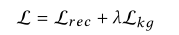 ℒ = ℒ_{rec} + λℒ_{kg}